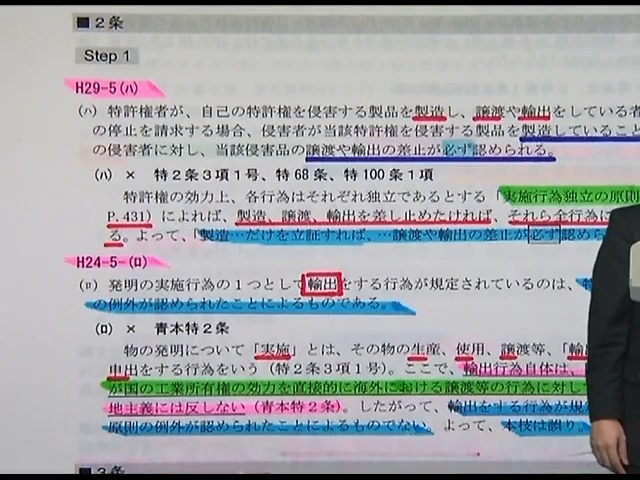 ■２条
Step 1
H29-5(ハ)
(ハ) 特許権者が、自己の特許権を侵害する製品を製造し、譲渡や輸出をしている者
の停止を請求する場合、侵害者が当該特許権を侵害する製品を製造していること
の侵害者に対し、当該侵害品の譲渡や輸出の差止が必ず認められる。
(ハ) × 特２条３項１号、特68条、特100条１項
特許権の効力上、各行為はそれぞれ独立であるとする「実施行為独立の原則
P.431）によれば、製造、譲渡、輸出を差し止めたければ、それら全行為に
る。よって、「製造…だけを立証すれば、…譲渡や輸出の差止が必ず認め
H24-5-(ロ)
(ロ) 発明の実施行為の１つとして輸出をする行為が規定されているのは、
の例外が認められたことによるものである。
(ロ) × 青本特２条
物の発明について「実施」とは、その物の生産、使用、譲渡等、「輸
申出をする行為をいう（特２条３項１号）。ここで、輸出行為自体は、
が国の工業所有権の効力を直接的に海外における譲渡等の行為に対して
地主義には反しない（青本特２条）。したがって、輸出をする行為が規
原則の例外が認められたことによるものでない。よって、本枝は誤り。
■３条